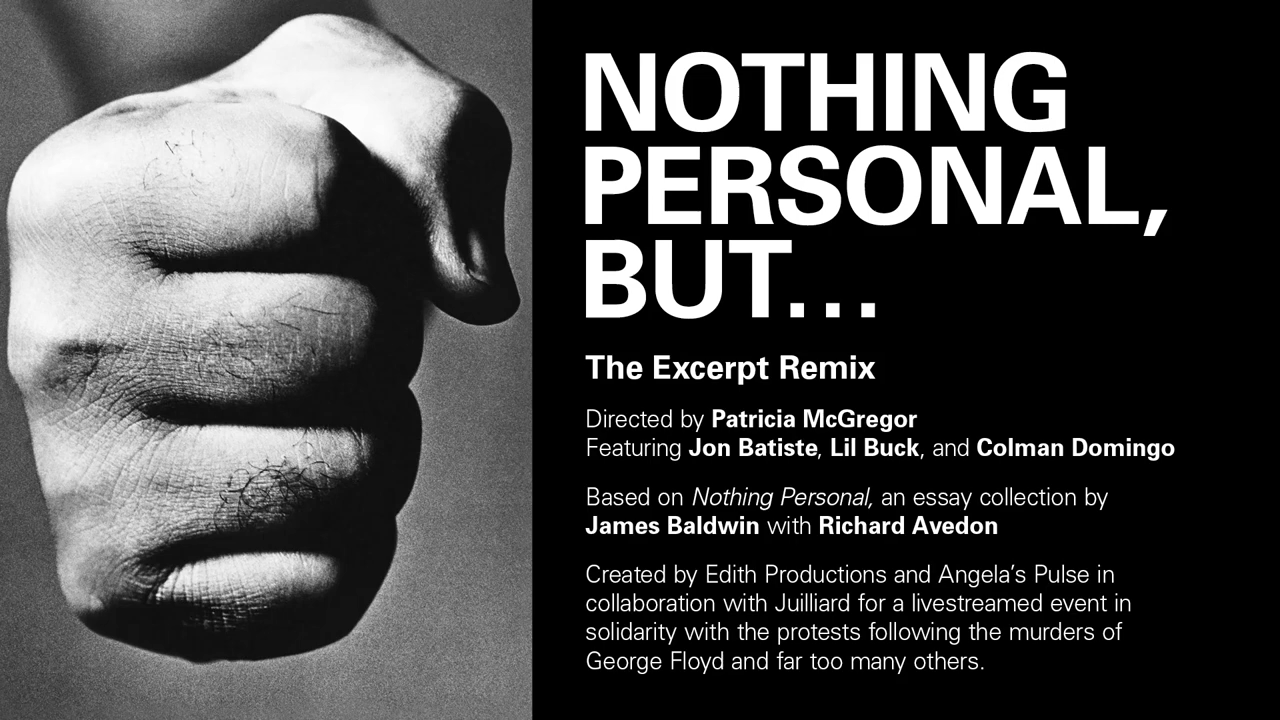 NOTHING
PERSONAL,
BUT...
The Excerpt Remix
Directed by Patricia McGregor
Featuring Jon Batiste, Lil Buck, and Colman Domingo
Based on Nothing Personal, an essay collection by
James Baldwin with Richard Avedon
Created by Edith Productions and Angela’s Pulse in
collaboration with Juilliard for a livestreamed event in
solidarity with the protests following the murders of
George Floyd and far too many others.